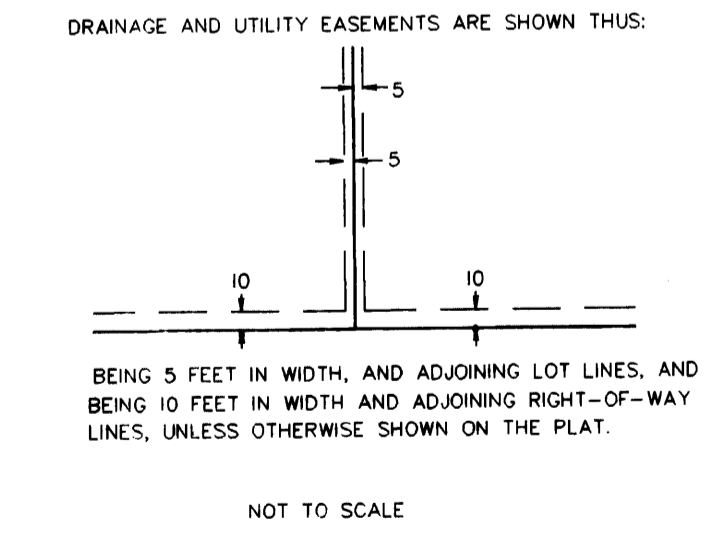 DRAINAGE AND UTILITY EASEMENTS ARE SHOWN THUS:
5
5
10
10
BEING 5 FEET IN WIDTH, AND ADJOINING LOT LINES, AND
BEING 10 FEET IN WIDTH AND ADJOINING RIGHT-OF-WAY
LINES, UNLESS OTHERWISE SHOWN ON THE PLAT.
NOT TO SCALE